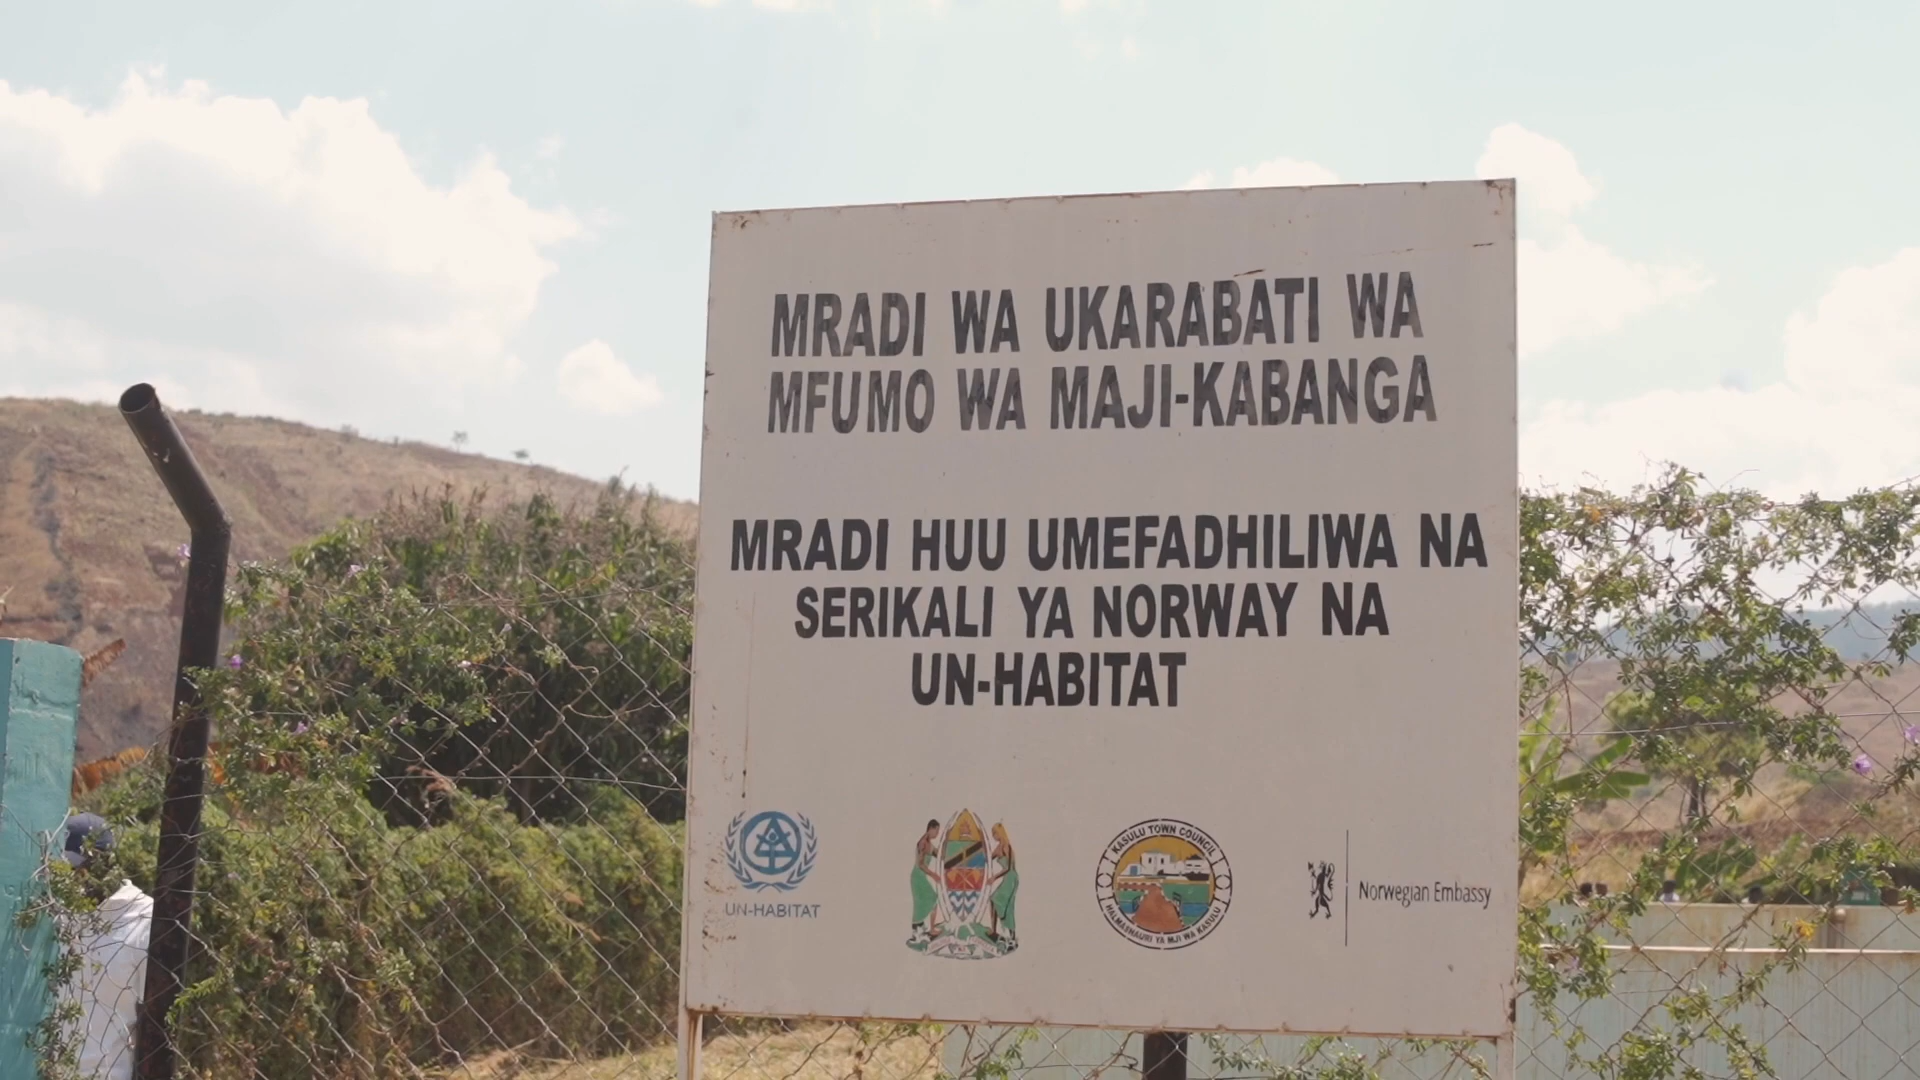 MRADI WA UKARABATI WA
MFUMO WA MAJI-KABANGA
MRADI HUU UMEFADHILIWA NA
SERIKALI YA NORWAY NA
UN-HABITAT
UN-HABITAT
KASULU TOWN COUNCIL
HALMASHAURI YA MJI WA KASULU
Norwegian Embassy